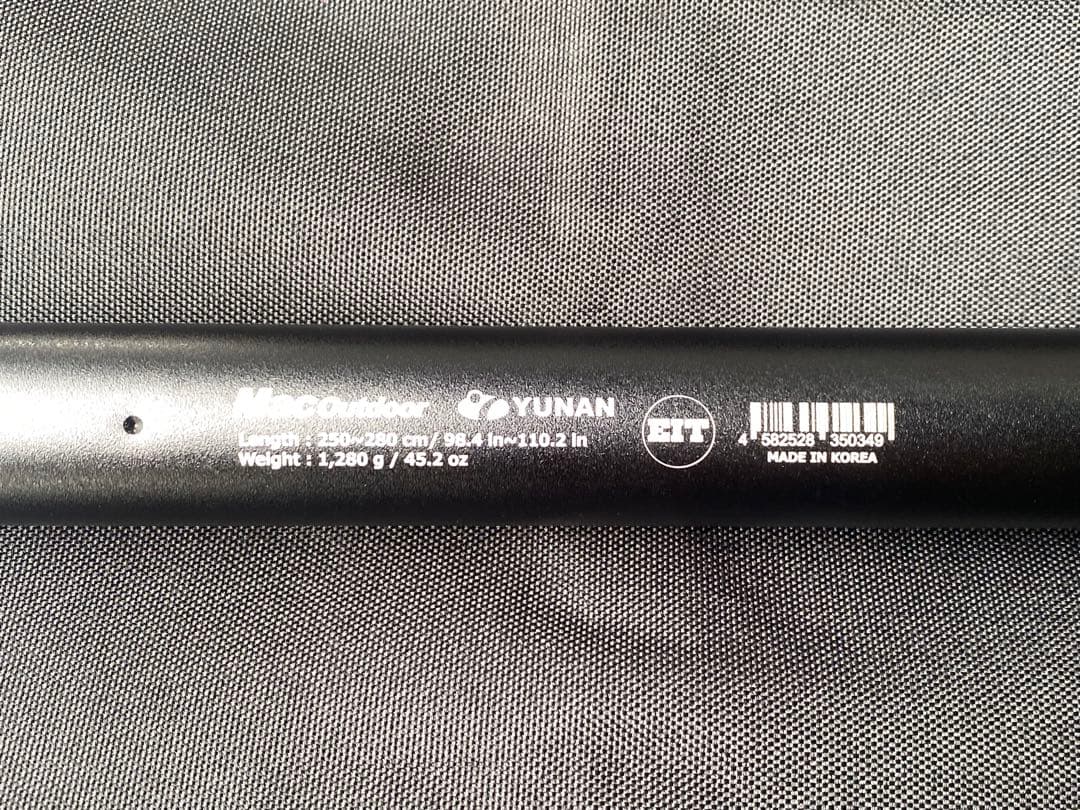 MacOutdoor YUNAN
Length : 250~280 cm/ 98.4 in~110.2 in
Weight : 1,280 g / 45.2 oz
EIT
4 582528 350349
MADE IN KOREA